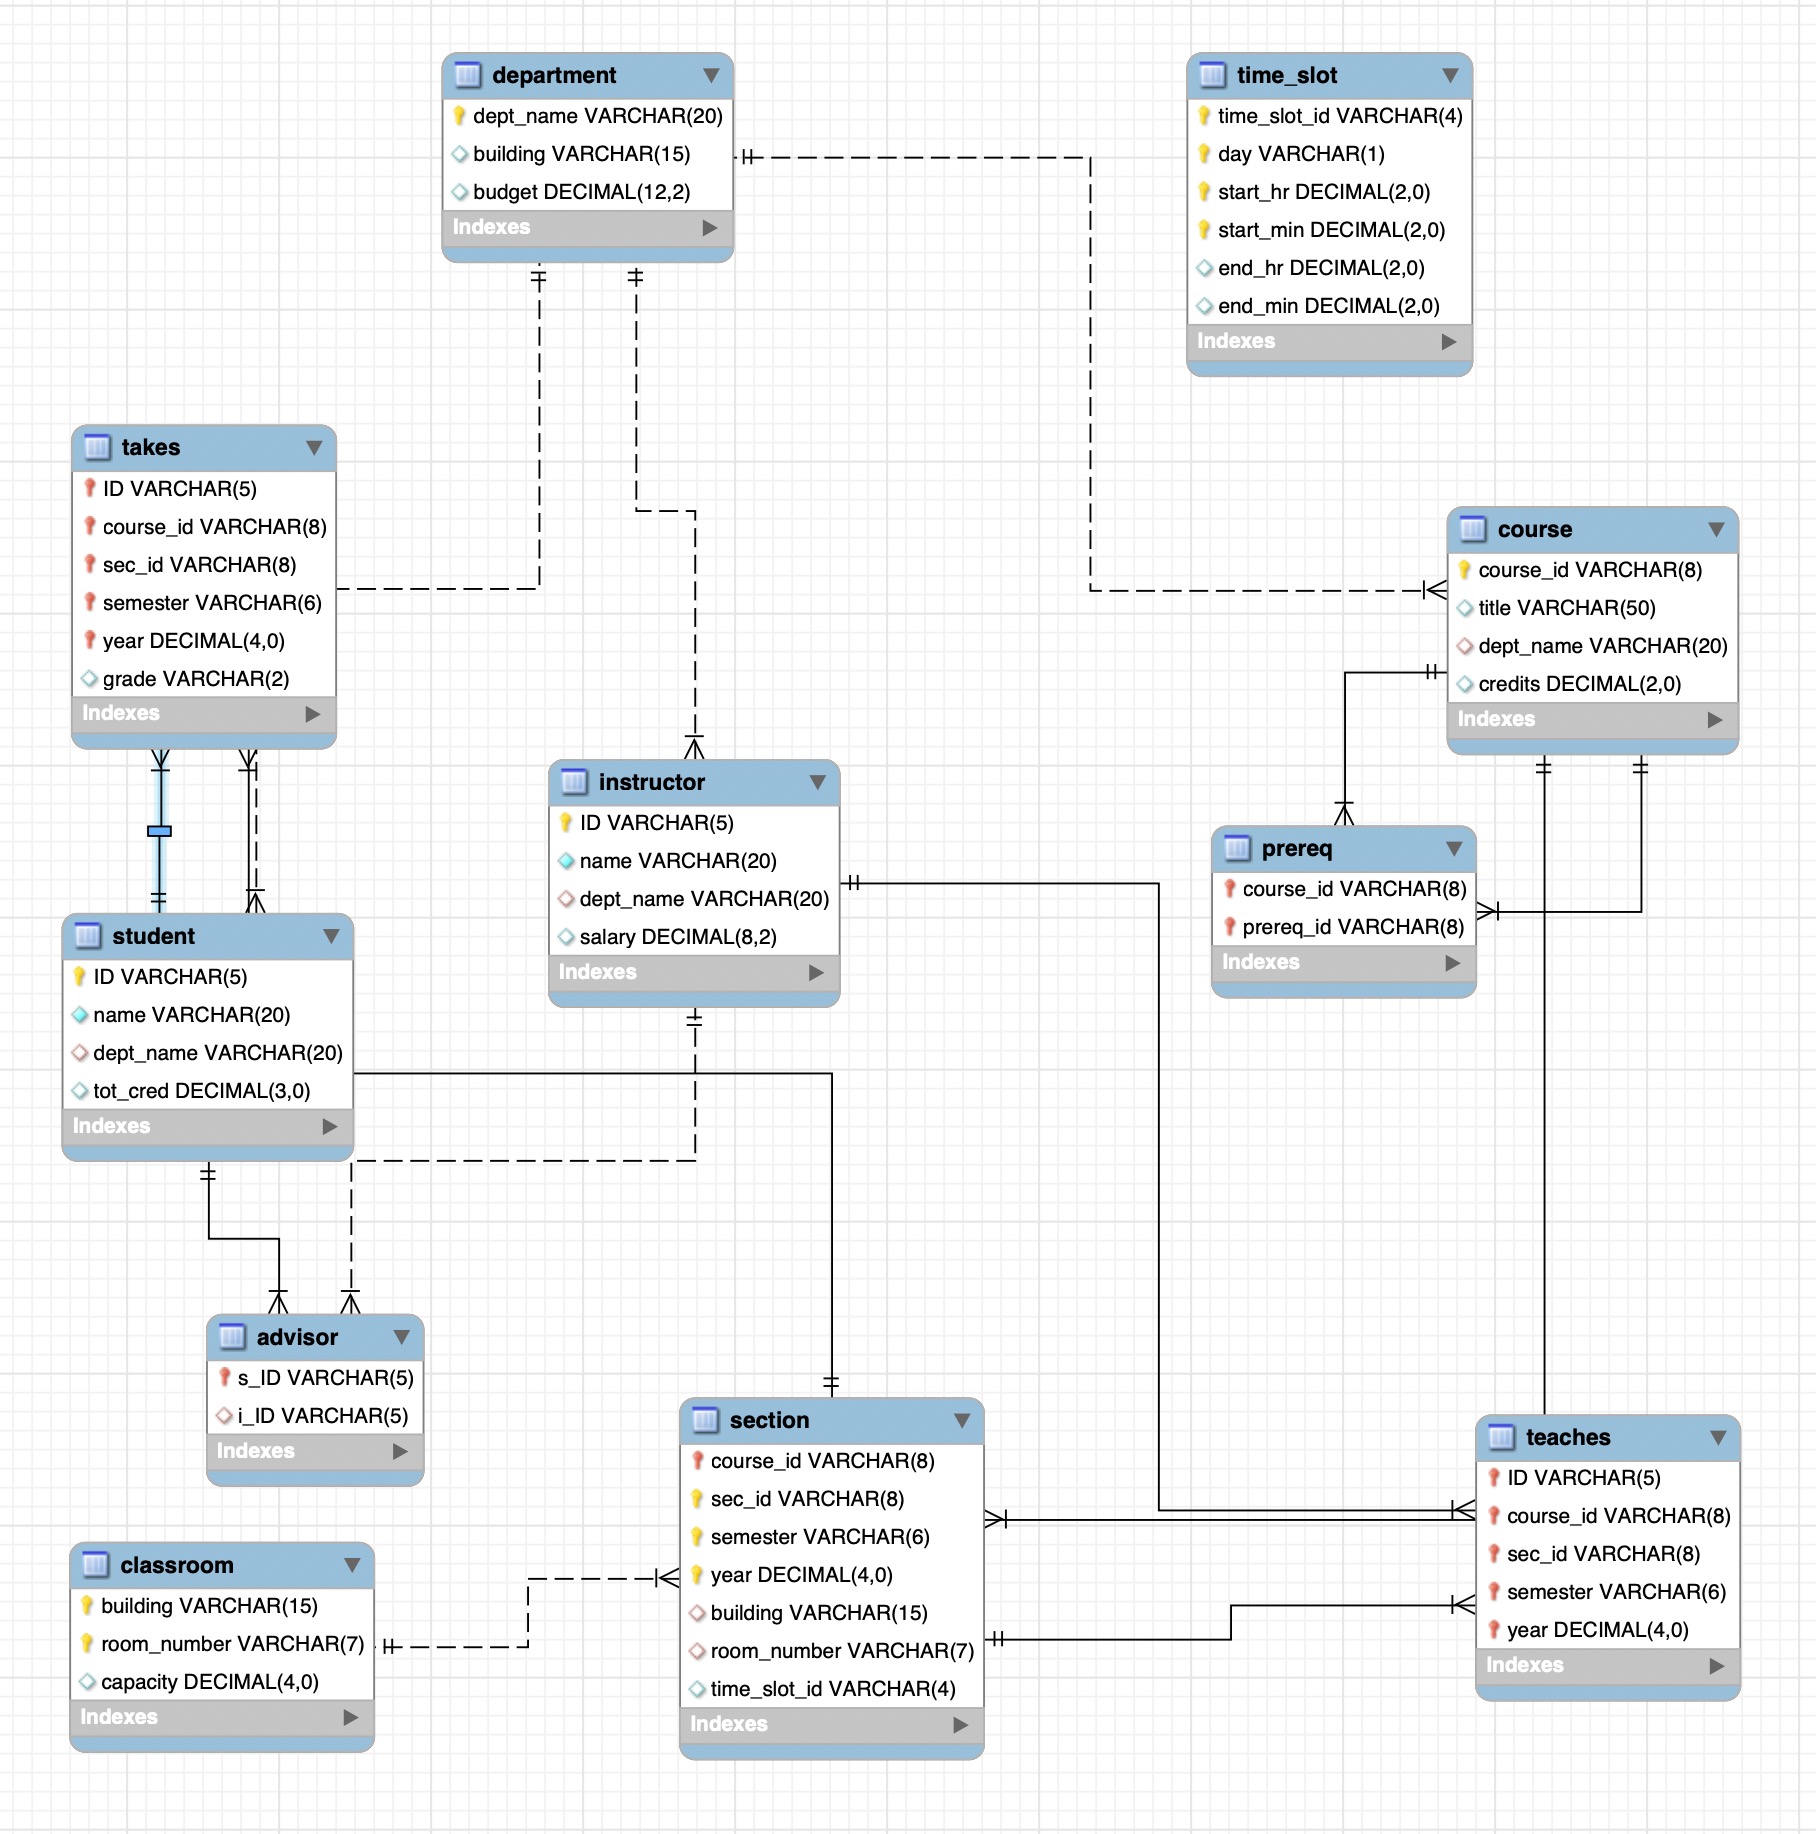 department
dept_name VARCHAR(20)
building VARCHAR(15)
budget DECIMAL(12,2)
Indexes
time_slot
time_slot_id VARCHAR(4)
day VARCHAR(1)
start_hr DECIMAL(2,0)
start_min DECIMAL(2,0)
end_hr DECIMAL(2,0)
end_min DECIMAL(2,0)
Indexes
takes
ID VARCHAR(5)
course_id VARCHAR(8)
sec_id VARCHAR(8)
semester VARCHAR(6)
year DECIMAL(4,0)
grade VARCHAR(2)
Indexes
course
course_id VARCHAR(8)
title VARCHAR(50)
dept_name VARCHAR(20)
credits DECIMAL(2,0)
Indexes
instructor
ID VARCHAR(5)
name VARCHAR(20)
dept_name VARCHAR(20)
salary DECIMAL(8,2)
Indexes
prereq
course_id VARCHAR(8)
prereq_id VARCHAR(8)
Indexes
student
ID VARCHAR(5)
name VARCHAR(20)
dept_name VARCHAR(20)
tot_cred DECIMAL(3,0)
Indexes
advisor
s_ID VARCHAR(5)
i_ID VARCHAR(5)
Indexes
section
course_id VARCHAR(8)
sec_id VARCHAR(8)
semester VARCHAR(6)
year DECIMAL(4,0)
building VARCHAR(15)
room_number VARCHAR(7)
time_slot_id VARCHAR(4)
Indexes
teaches
ID VARCHAR(5)
course_id VARCHAR(8)
sec_id VARCHAR(8)
semester VARCHAR(6)
year DECIMAL(4,0)
Indexes
classroom
building VARCHAR(15)
room_number VARCHAR(7)
capacity DECIMAL(4,0)
Indexes